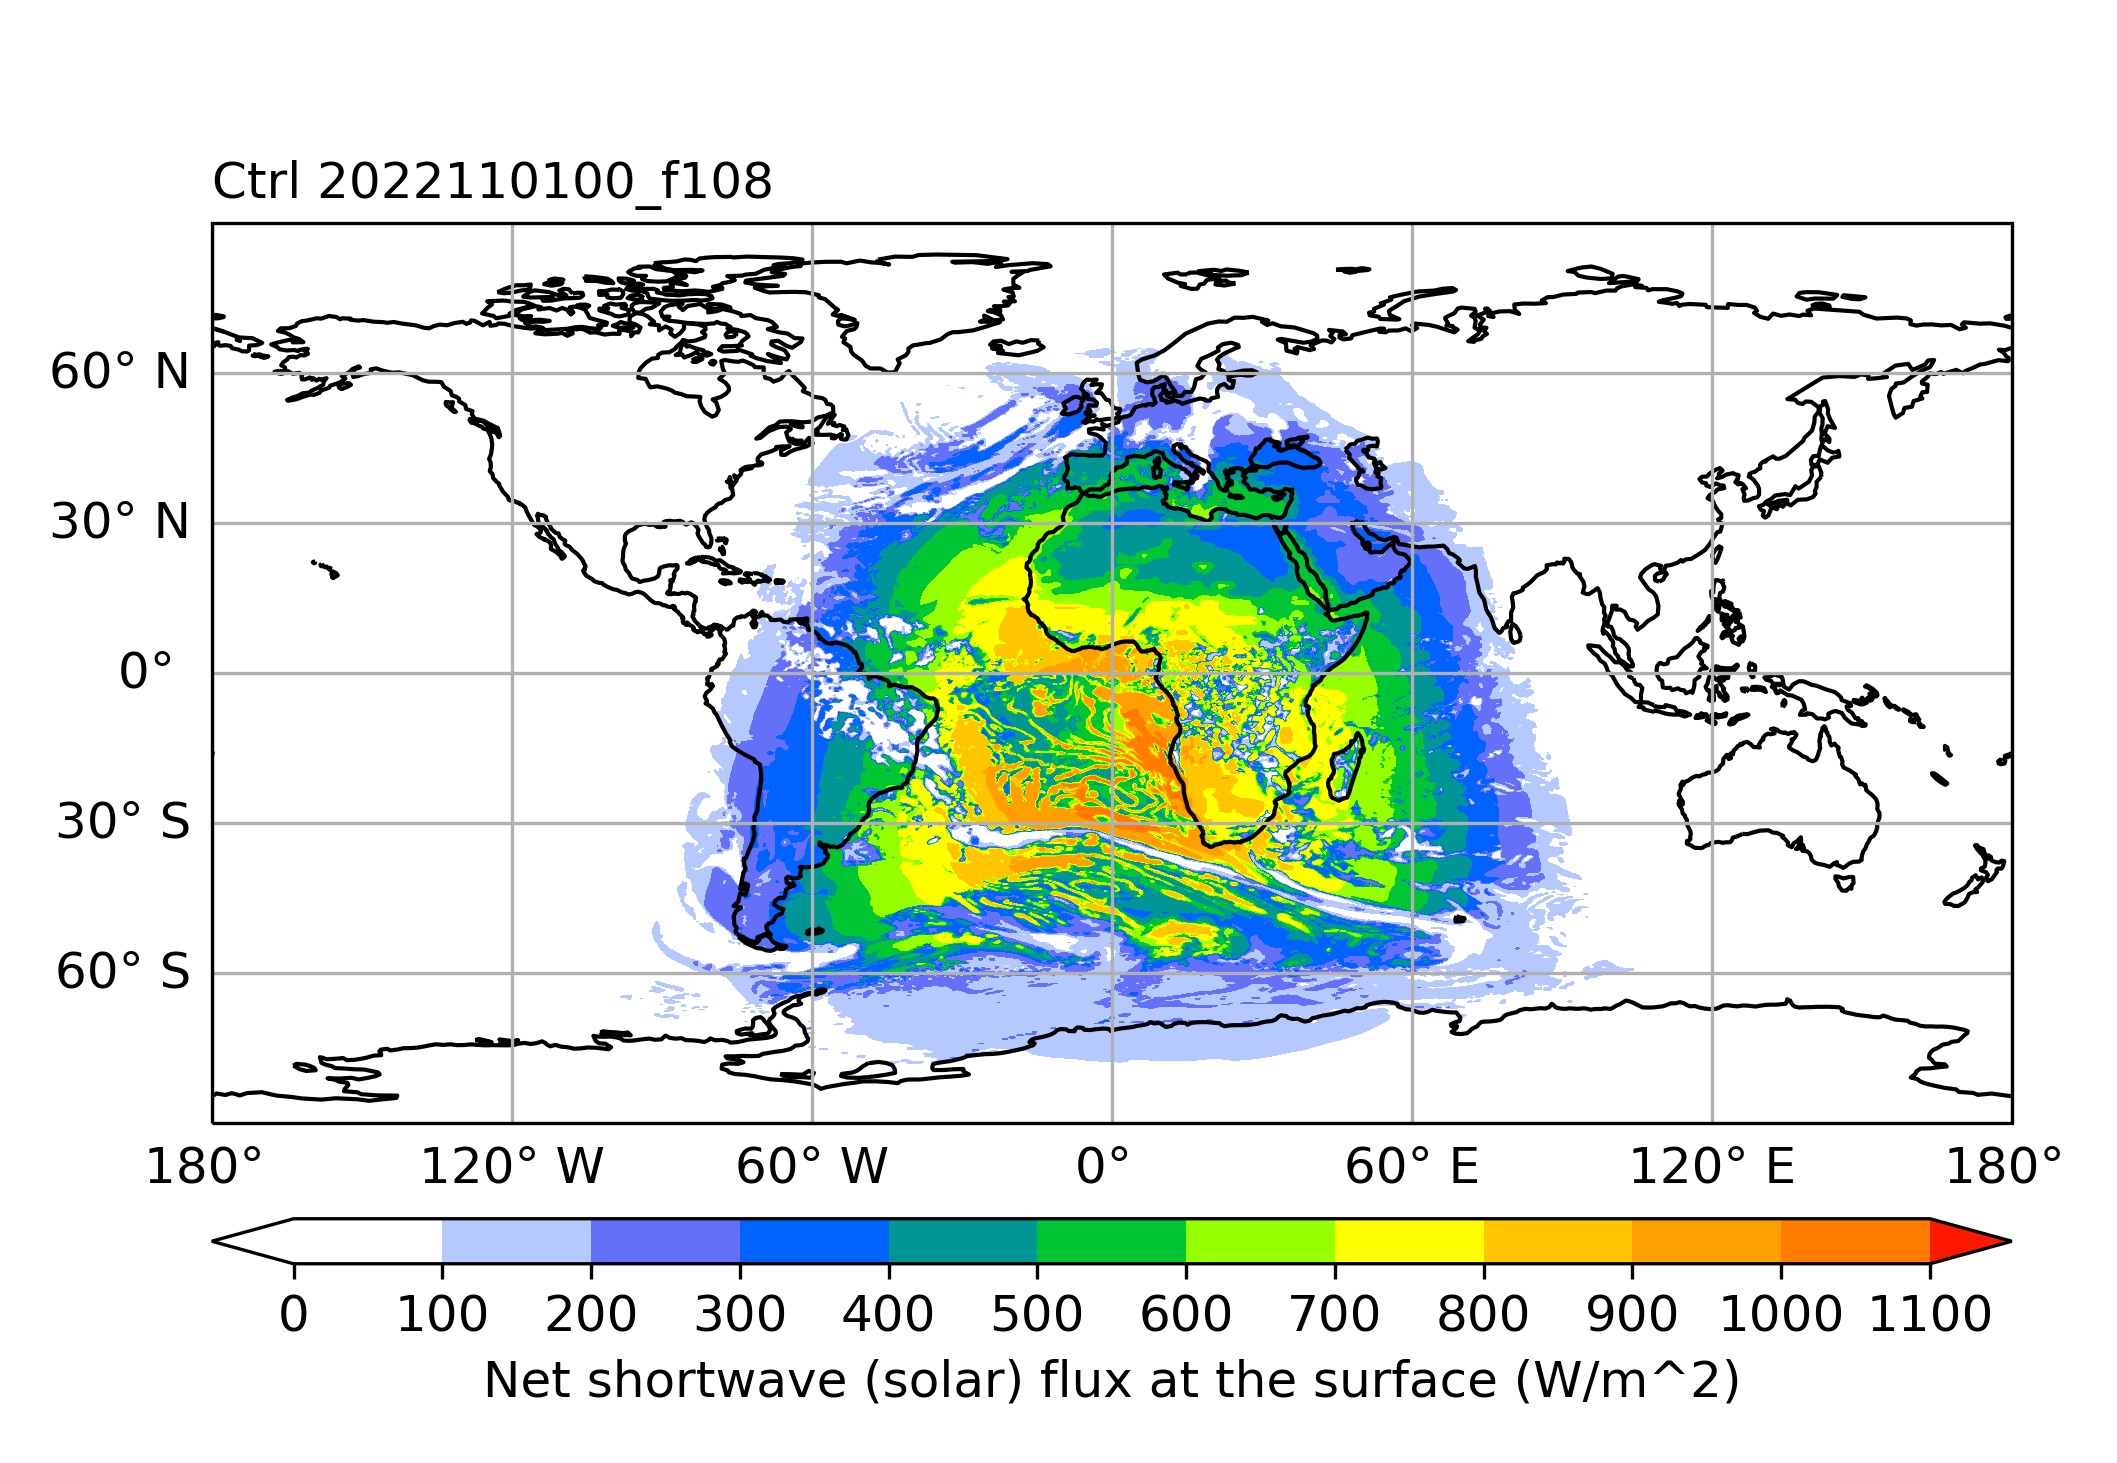 Ctrl 2022110100_f108
60° N
30° N
0°
30° S
60° S
180° 120° W 60° W 0° 60° E 120° E 180°
0 100 200 300 400 500 600 700 800 900 1000 1100
Net shortwave (solar) flux at the surface (W/m^2)